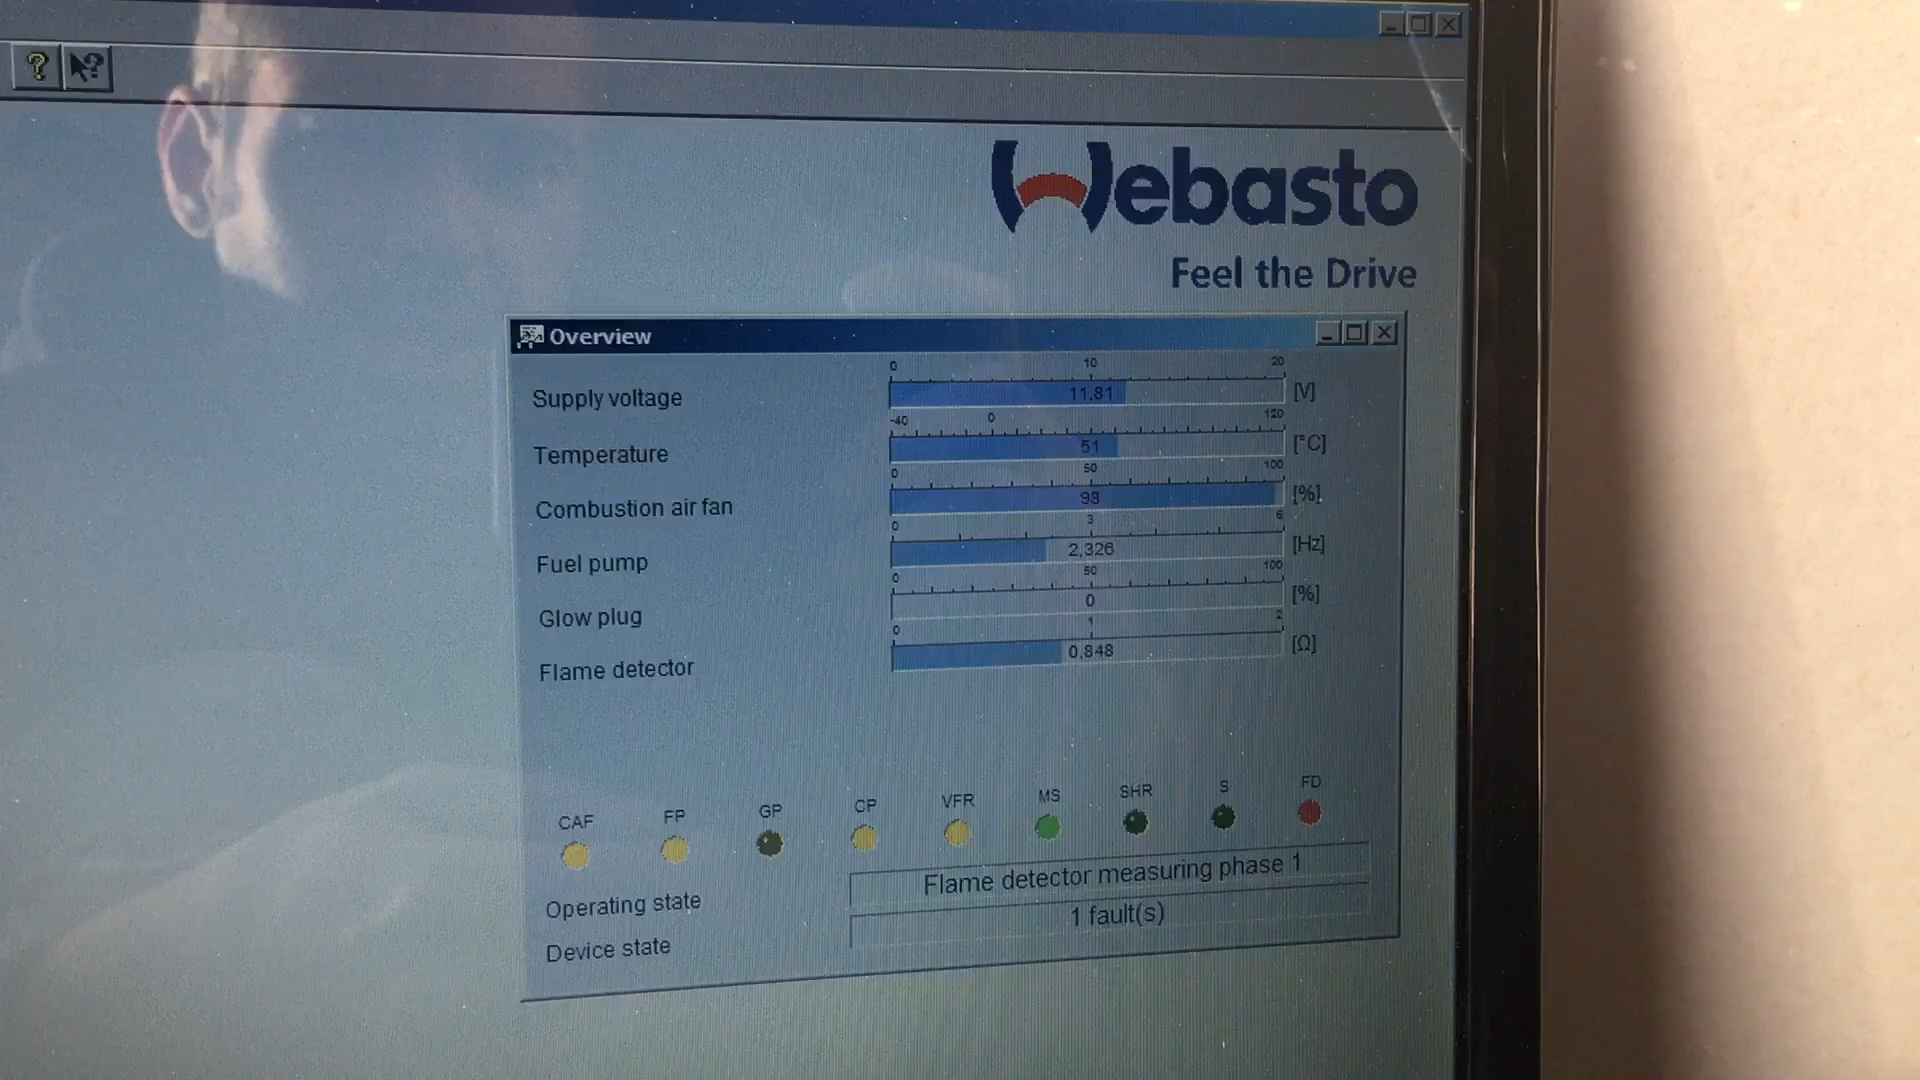 Webasto
Feel the Drive
Overview
0 10 20
Supply voltage 11,81 [V]
-40 0 120
Temperature 51 [°C]
0 50 100
Combustion air fan 98 [%]
0 3 6
Fuel pump 2,326 [Hz]
0 50 100
Glow plug 0 [%]
0 1 2
Flame detector 0,848 [Ω]
CAF FP GP CP VFR MS SHR S FD
Operating state Flame detector measuring phase 1
Device state 1 fault(s)